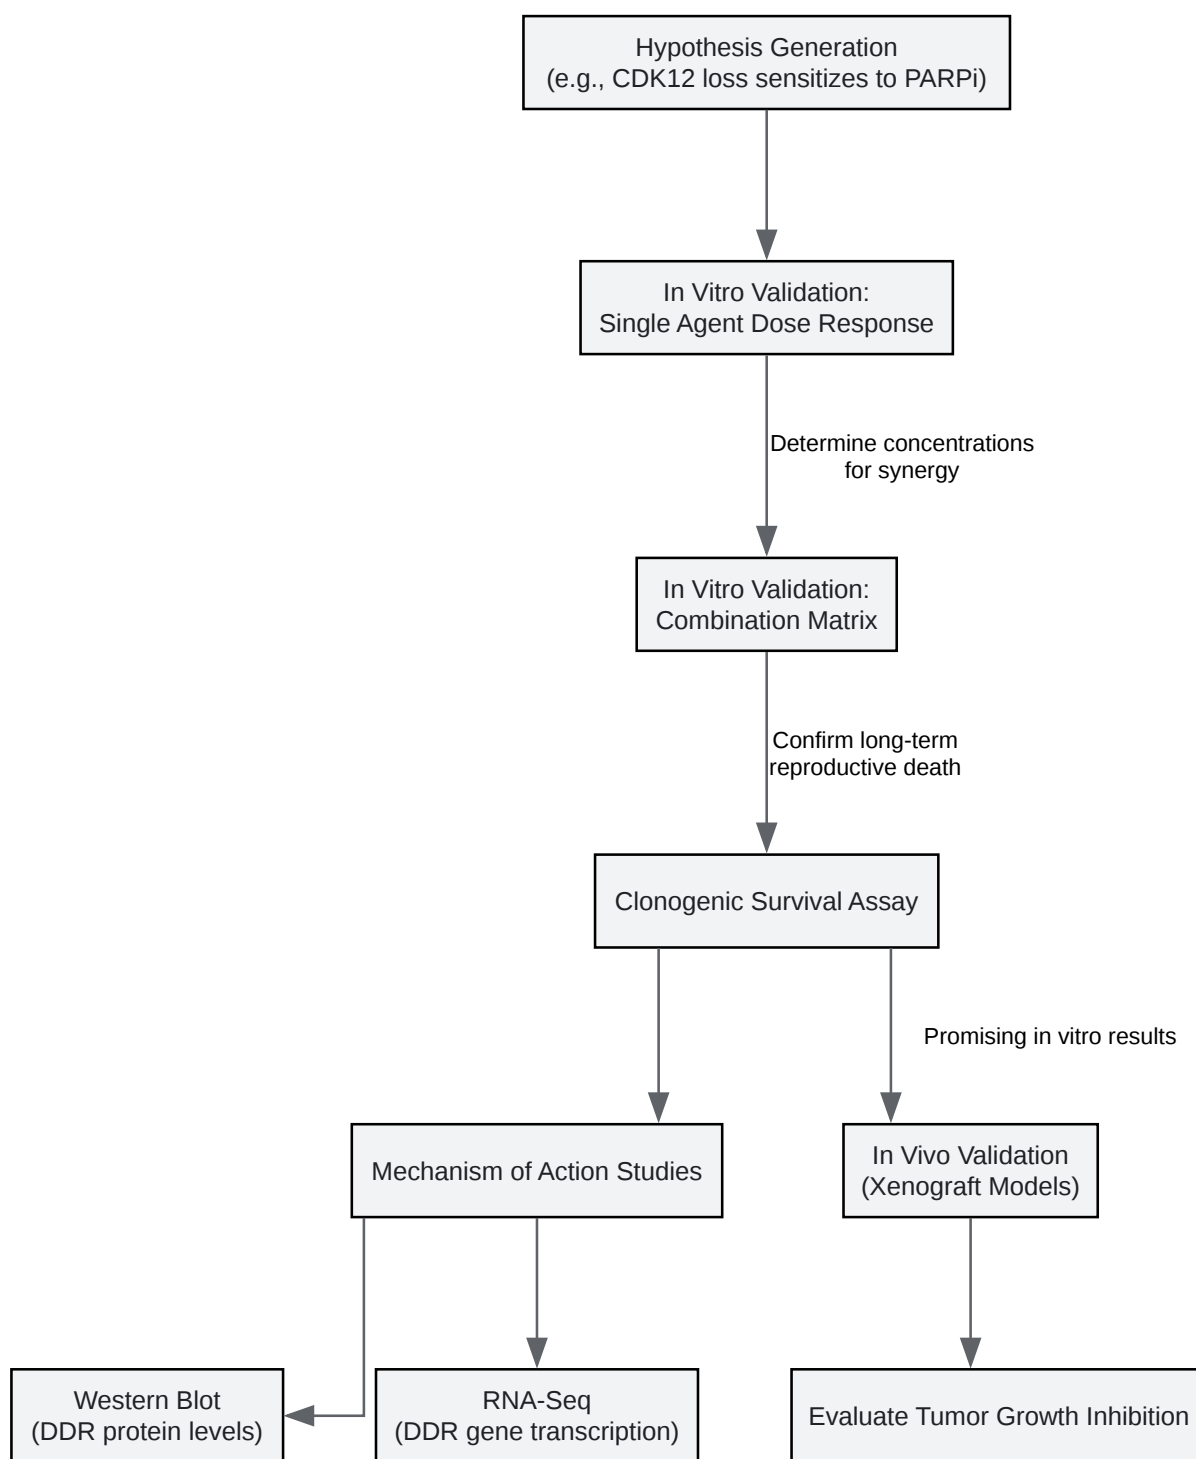 Hypothesis Generation
(e.g., CDK12 loss sensitizes to PARPi)
In Vitro Validation:
Single Agent Dose Response
Determine concentrations
for synergy
In Vitro Validation:
Combination Matrix
Confirm long-term
reproductive death
Clonogenic Survival Assay
Promising in vitro results
Mechanism of Action Studies
In Vivo Validation
(Xenograft Models)
Western Blot
(DDR protein levels)
RNA-Seq
(DDR gene transcription)
Evaluate Tumor Growth Inhibition